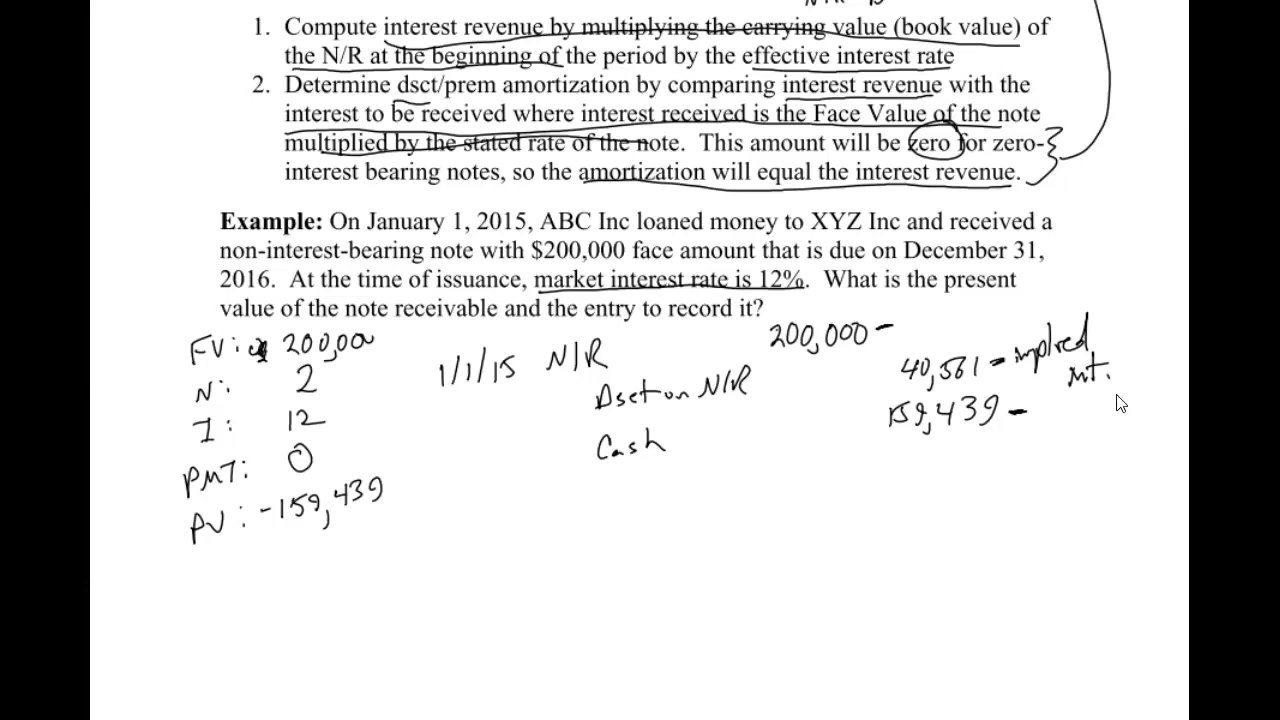 1. Compute interest revenue by multiplying the carrying value (book value) of
the N/R at the beginning of the period by the effective interest rate
2. Determine dsct/prem amortization by comparing interest revenue with the
interest to be received where interest received is the Face Value of the note
multiplied by the stated rate of the note. This amount will be zero for zero-
interest bearing notes, so the amortization will equal the interest revenue.
Example: On January 1, 2015, ABC Inc loaned money to XYZ Inc and received a
non-interest-bearing note with $200,000 face amount that is due on December 31,
2016. At the time of issuance, market interest rate is 12%. What is the present
value of the note receivable and the entry to record it?
FV: 200,000
N: 2
I: 12
PMT: 0
PV: -159,439
1/1/15 N/R 200,000 -
Dsct on N/R 40,561 - implied
int.
Cash 159,439 -